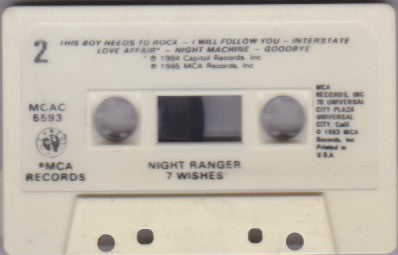 2
THIS BOY NEEDS TO ROCK - I WILL FOLLOW YOU - INTERSTATE
LOVE AFFAIR* - NIGHT MACHINE - GOODBYE
* ℗ 1984 Capitol Records, Inc
℗ 1985 MCA Records, Inc
MCAC
5593
*MCA
RECORDS
NIGHT RANGER
7 WISHES
MCA
RECORDS, INC
70 UNIVERSAL
CITY PLAZA
UNIVERSAL
CITY, Calif.
© 1983 MCA
Records, Inc
Printed in
U.S.A